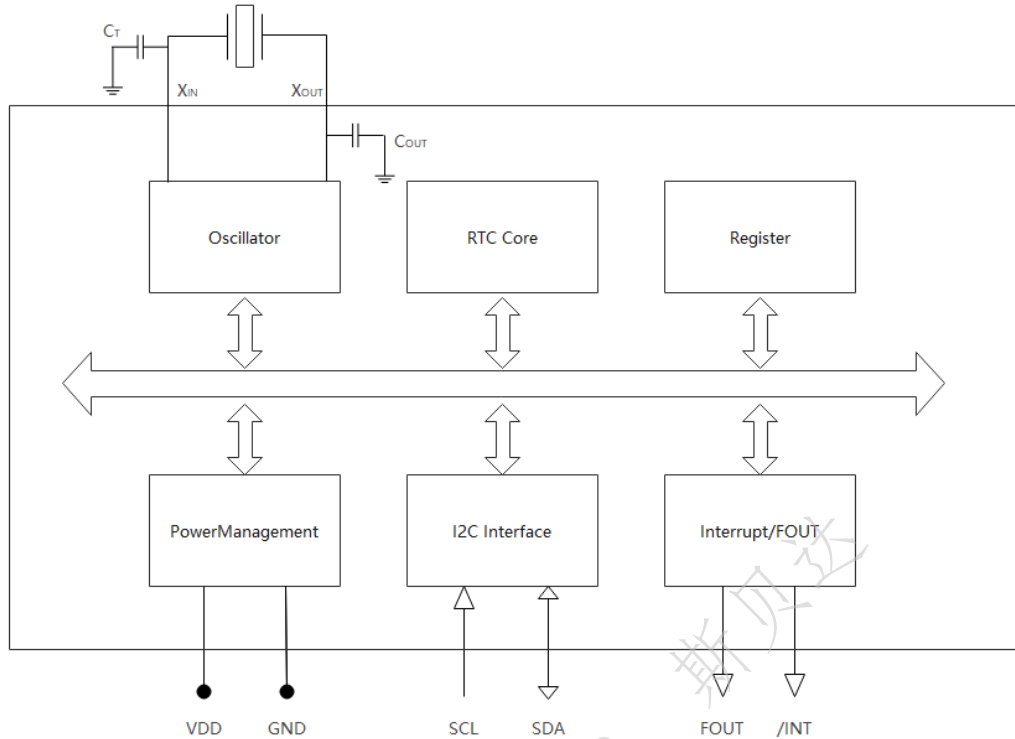 CT
XIN XOUT
COUT
Oscillator RTC Core Register
PowerManagement I2C Interface Interrupt/FOUT
斯贝达
VDD GND SCL SDA FOUT /INT